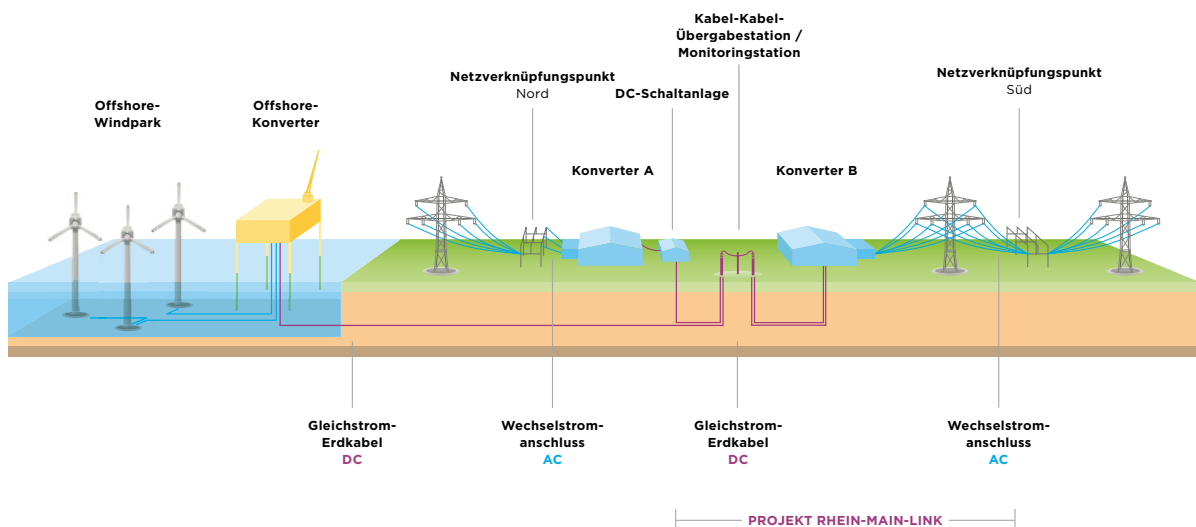 Kabel-Kabel-
Übergabestation /
Monitoringstation
Netzverknüpfungspunkt
Nord
DC-Schaltanlage
Netzverknüpfungspunkt
Süd
Offshore-
Windpark
Offshore-
Konverter
Konverter A
Konverter B
Gleichstrom-
Erdkabel
DC
Wechselstrom-
anschluss
AC
Gleichstrom-
Erdkabel
DC
Wechselstrom-
anschluss
AC
PROJEKT RHEIN-MAIN-LINK